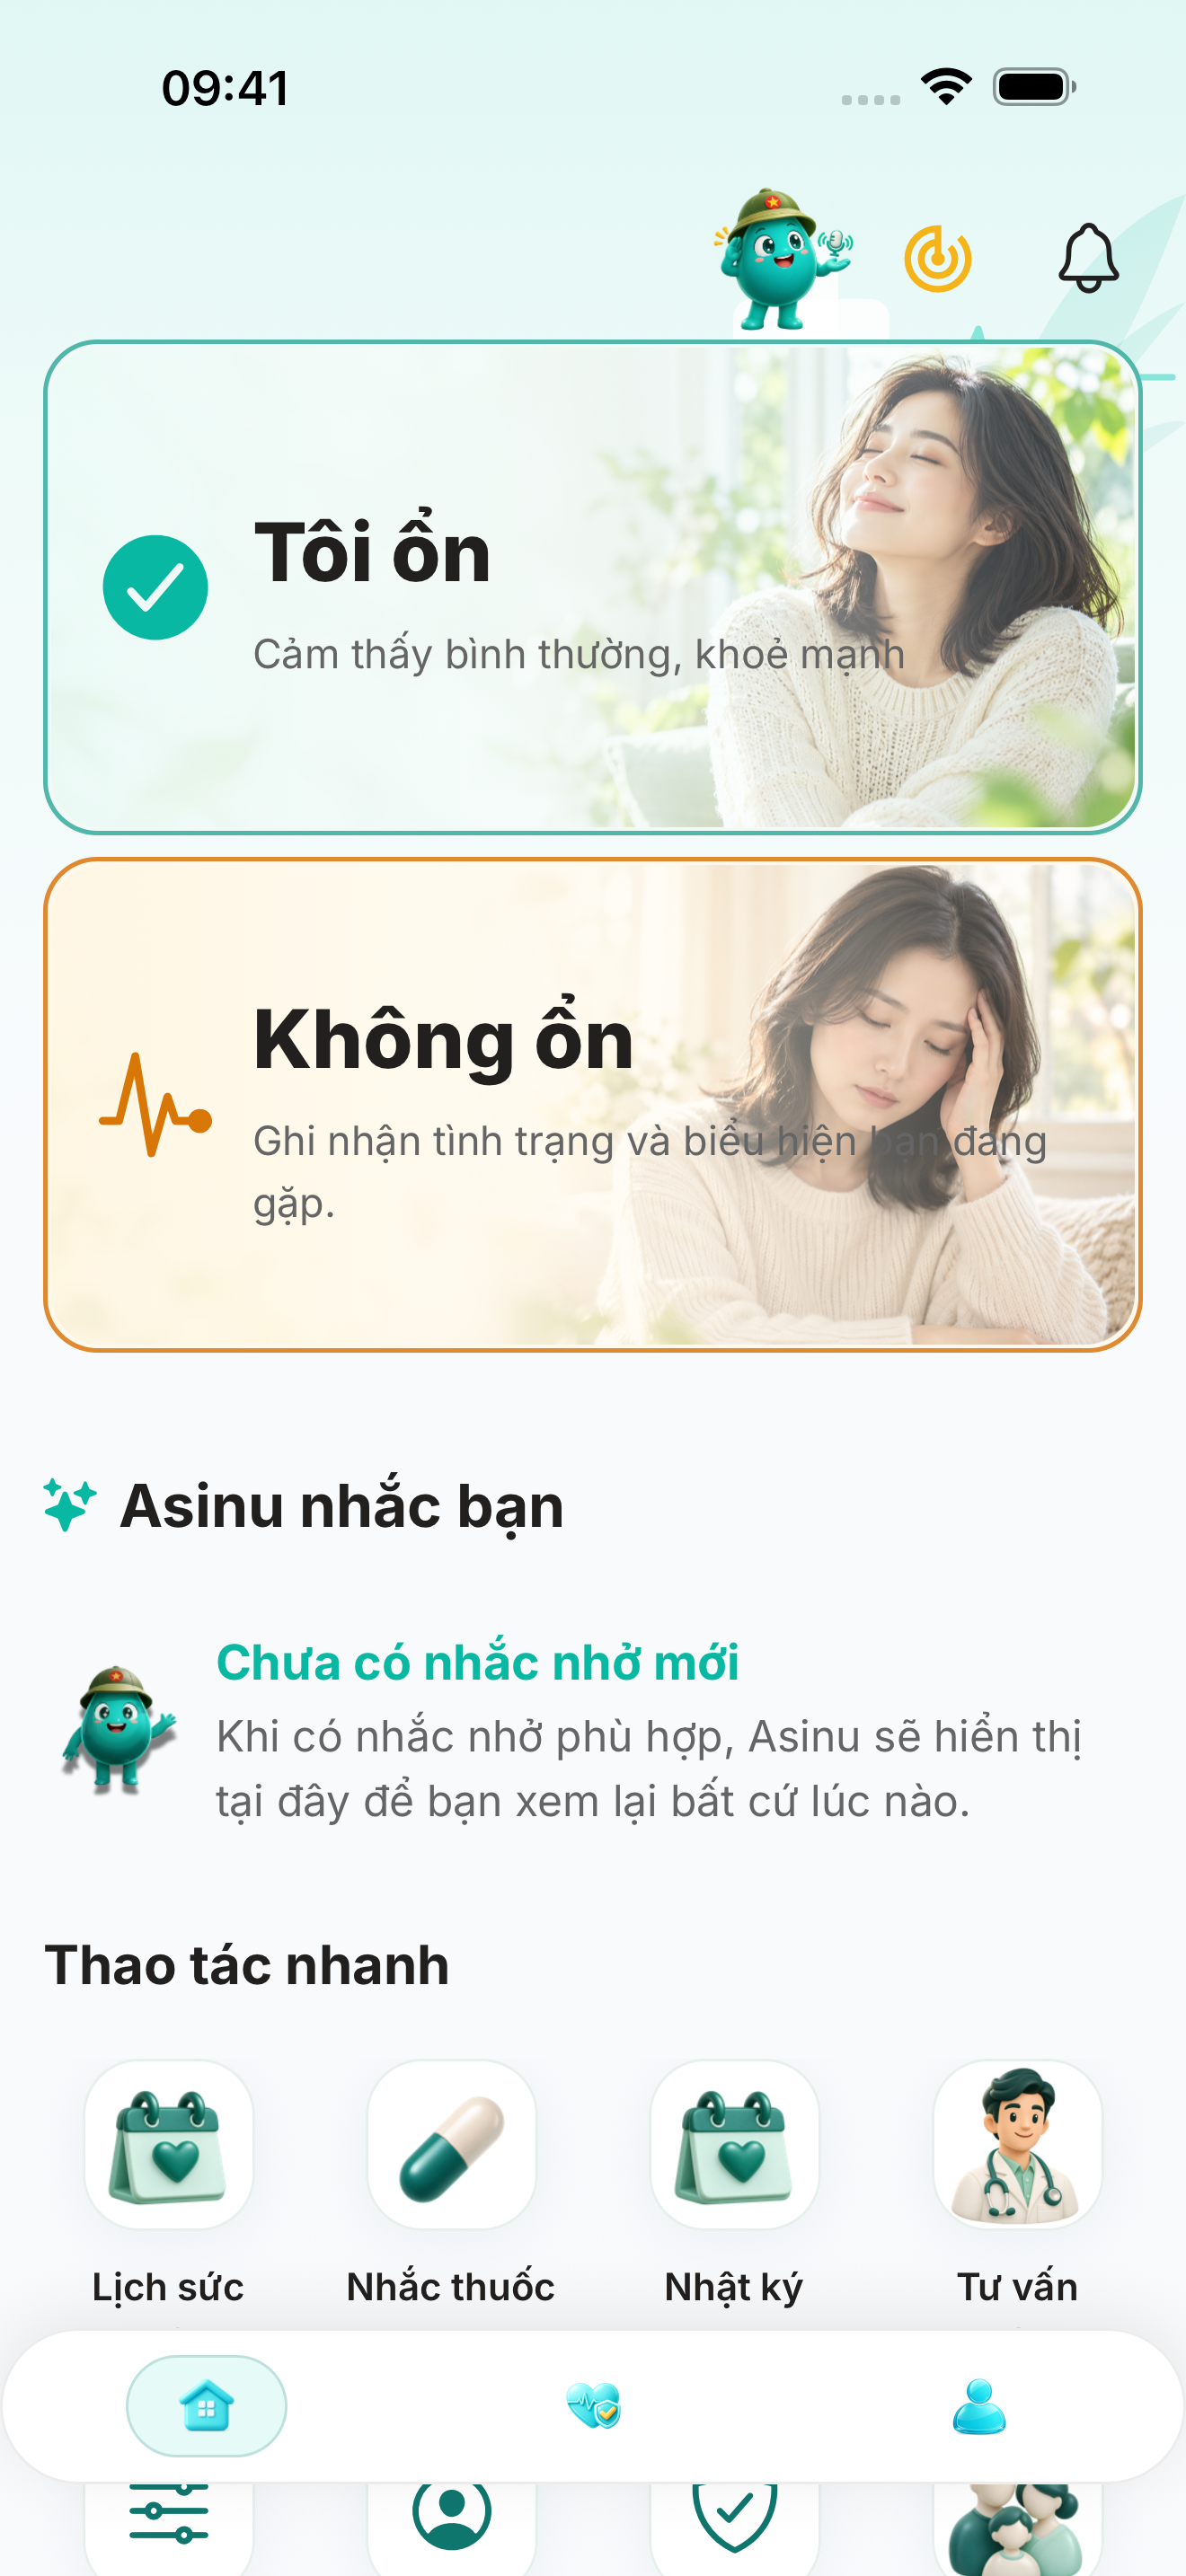 09:41
Tôi ổn
Cảm thấy bình thường, khoẻ mạnh
Không ổn
Ghi nhận tình trạng và biểu hiện bạn đang
gặp.
Asinu nhắc bạn
Chưa có nhắc nhở mới
Khi có nhắc nhở phù hợp, Asinu sẽ hiển thị
tại đây để bạn xem lại bất cứ lúc nào.
Thao tác nhanh
Lịch sức
Nhắc thuốc
Nhật ký
Tư vấn